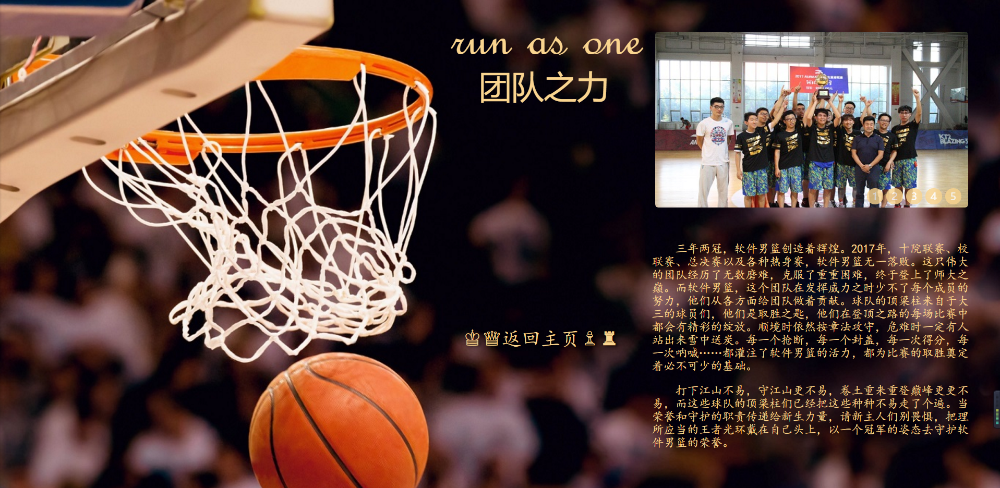 run as one
团队之力
2017
冠军：
KT2
BLAZING
1 2 3 4 5
♔♕返回主页♗♜
三年两冠，软件男篮创造着辉煌。2017年，十院联赛、校
联赛、总决赛以及各种热身赛，软件男篮无一落败。这只伟大
的团队经历了无数磨难，克服了重重困难，终于登上了师大之
巅。而软件男篮，这个团队在发挥威力之时少不了每个成员的
努力，他们从各方面给团队做着贡献。球队的顶梁柱来自于大
三的球员们，他们是取胜之匙，他们在登顶之路的每场比赛中
都会有精彩的绽放。顺境时依然按章法攻守，危难时一定有人
站出来雪中送炭。每一个抢断，每一个封盖，每一次得分，每
一次呐喊……都灌注了软件男篮的活力，都为比赛的取胜奠定
着必不可少的基础。
打下江山不易，守江山更不易，卷土重来重登巅峰更更不
易，而这些球队的顶梁柱们已经把这些种种不易走了个遍。当
荣誉和守护的职责传递给新生力量，请新主人们别畏惧，把理
所应当的王者光环戴在自己头上，以一个冠军的姿态去守护软
件男篮的荣誉。